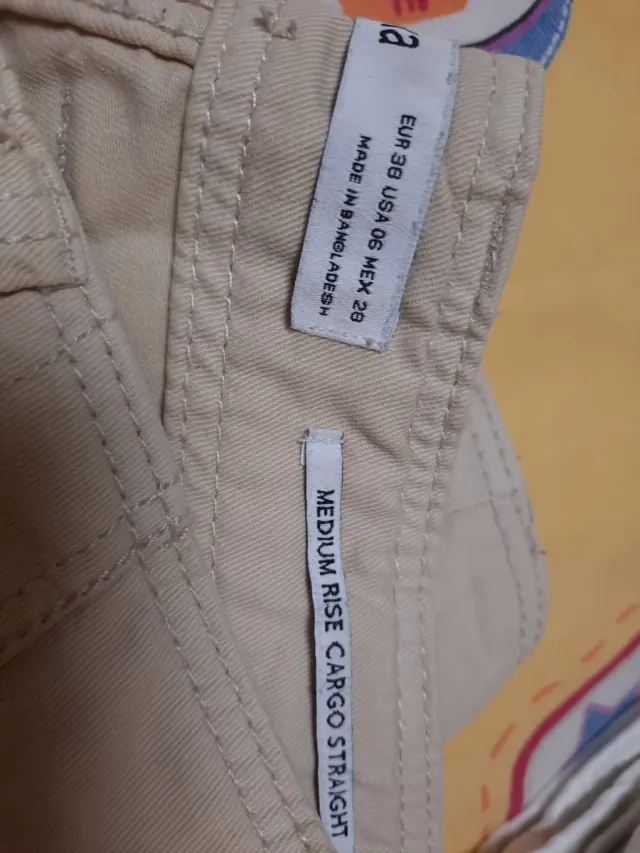 a
EUR 38 USA 06 MEX 28
MADE IN BANGLADESH
MEDIUM RISE CARGO STRAIGHT